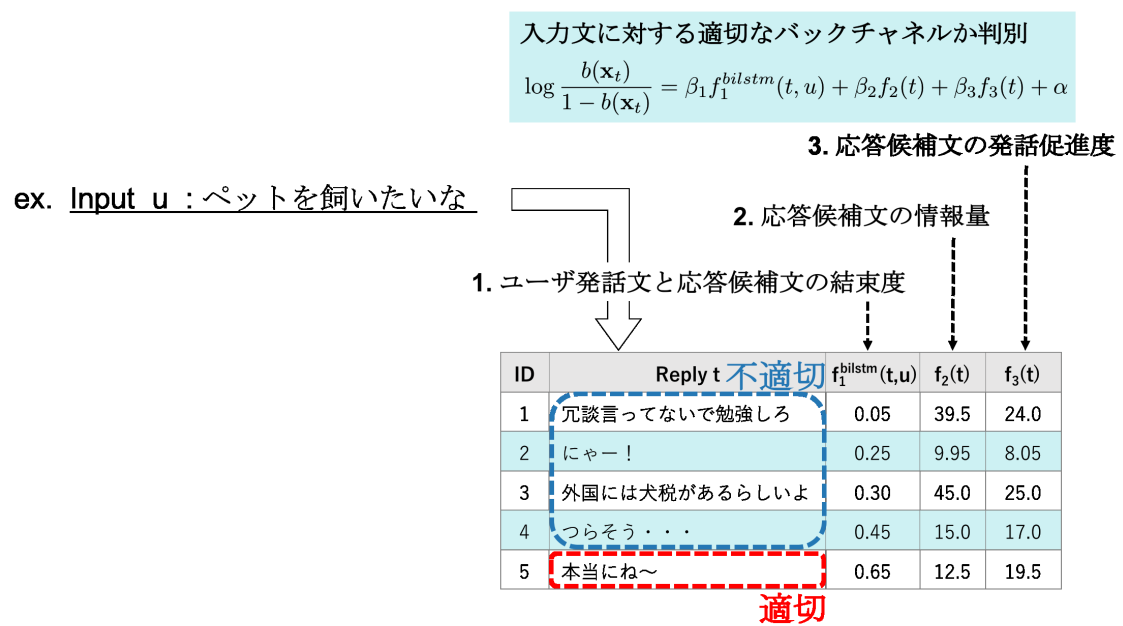 入力文に対する適切なバックチャネルか判別
log b(x_t) / 1 − b(x_t) = β₁f₁^{bilstm}(t, u) + β₂f₂(t) + β₃f₃(t) + α
3. 応答候補文の発話促進度
ex. Input u : ペットを飼いたいな
2. 応答候補文の情報量
1. ユーザ発話文と応答候補文の結束度
ID Reply t 不適切 f₁^{bilstm}(t,u) f₂(t) f₃(t)
1 冗談言ってないで勉強しろ 0.05 39.5 24.0
2 にゃー！ 0.25 9.95 8.05
3 外国には犬税があるらしいよ 0.30 45.0 25.0
4 つらそう・・・ 0.45 15.0 17.0
5 本当にね〜 0.65 12.5 19.5
適切